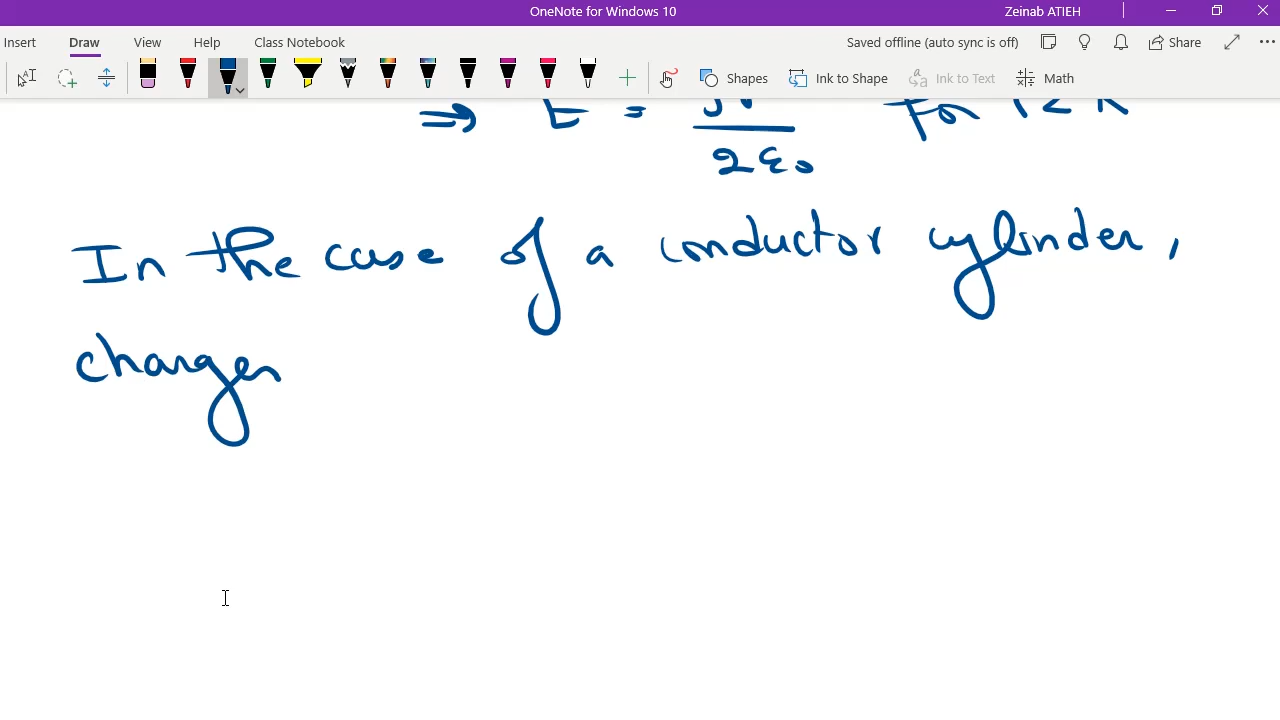 OneNote for Windows 10
Zeinab ATIEH
Insert Draw View Help Class Notebook Saved offline (auto sync is off) Share
Shapes Ink to Shape Ink to Text Math
⇒ E = 
2ε₀
In the case of a conductor cylinder,
charges